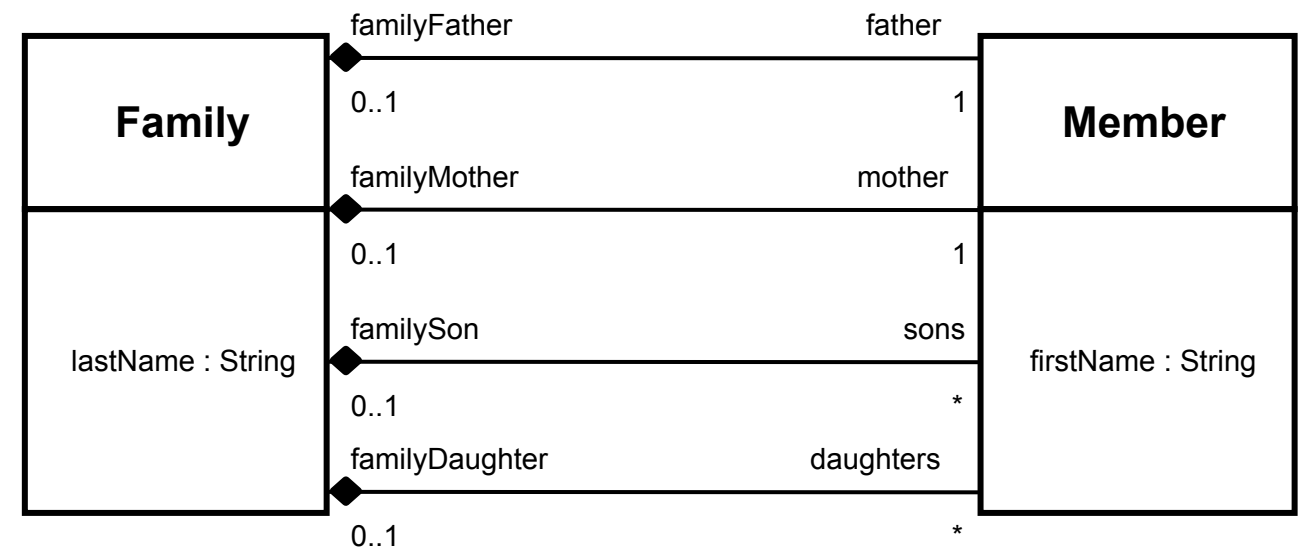 familyFather father
0..1 1
Family Member
familyMother mother
0..1 1
familySon sons
lastName : String firstName : String
0..1 *
familyDaughter daughters
0..1 *